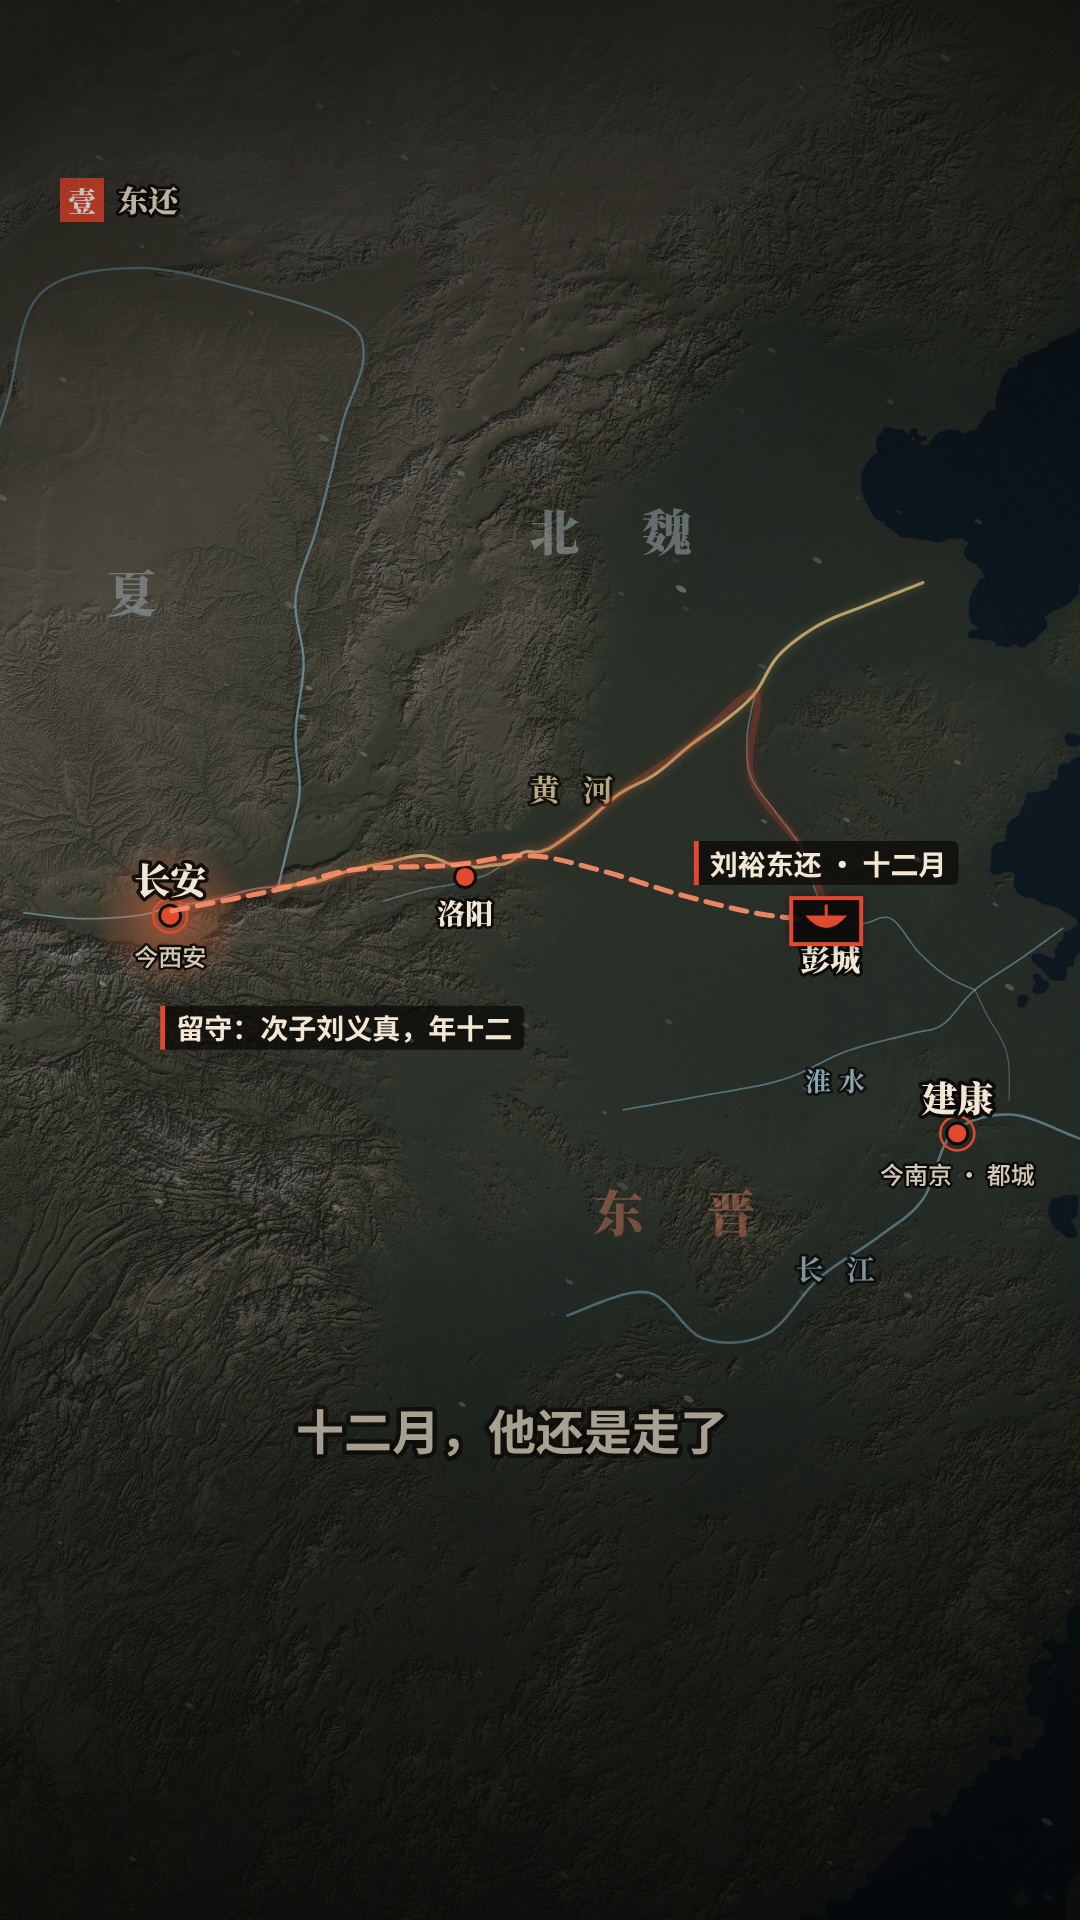 壹 东还
北魏
夏
黄河
刘裕东还 · 十二月
长安
洛阳
今西安
彭城
留守：次子刘义真，年十二
淮水
建康
今南京 · 都城
东晋
长江
十二月，他还是走了